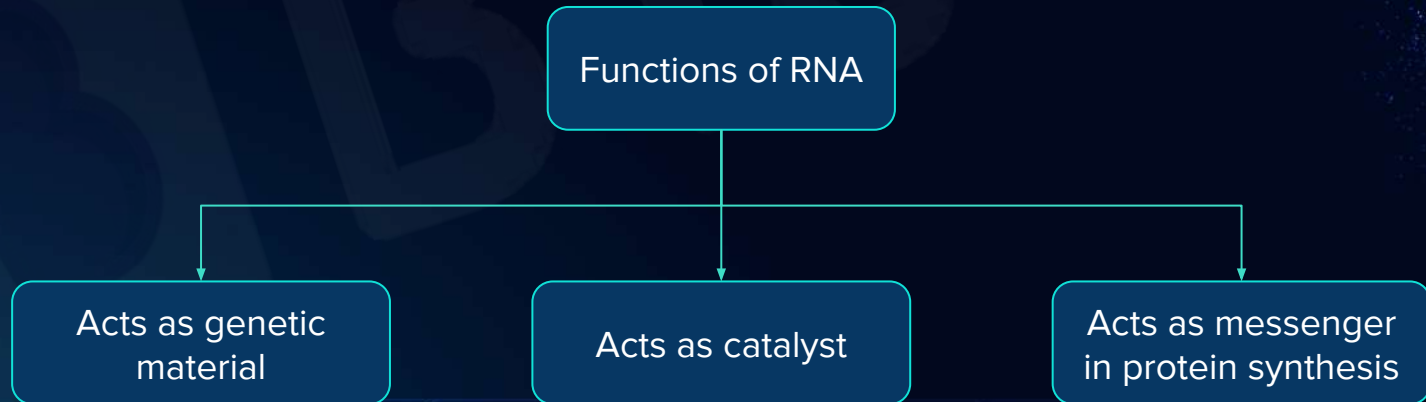 Functions of RNA
Acts as genetic
material
Acts as catalyst
Acts as messenger
in protein synthesis